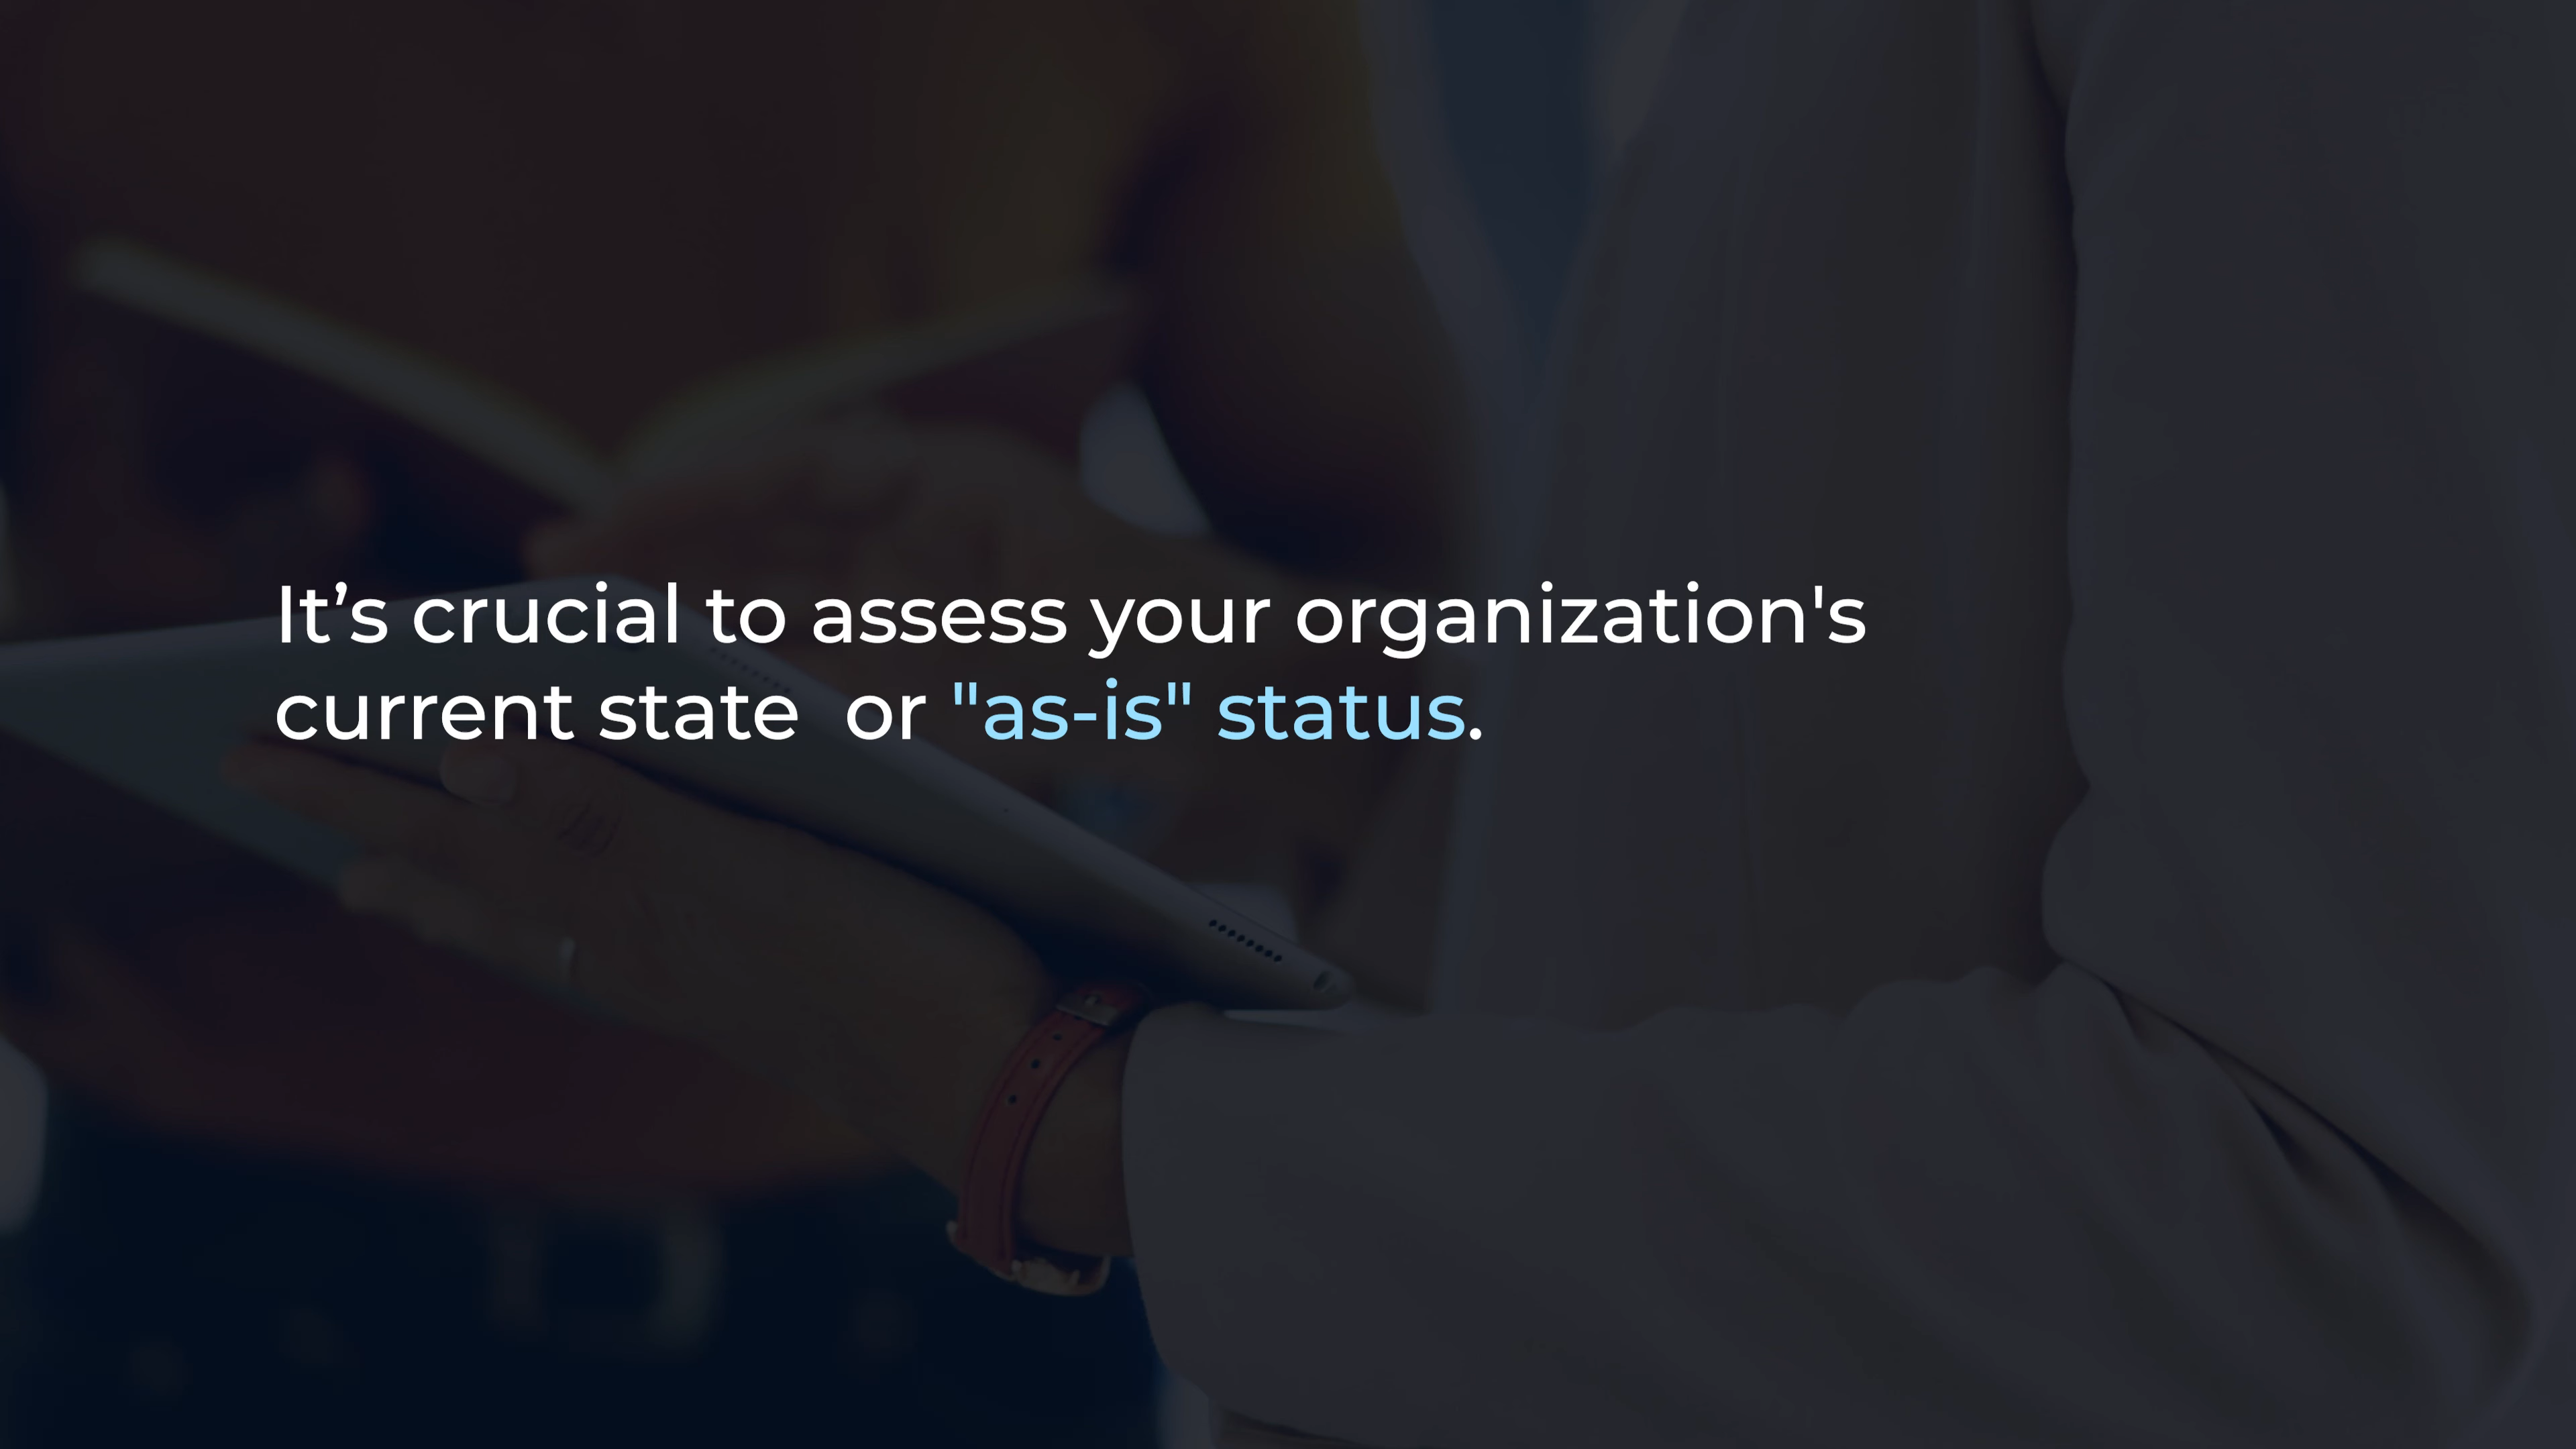 It’s crucial to assess your organization's
current state  or "as-is" status.